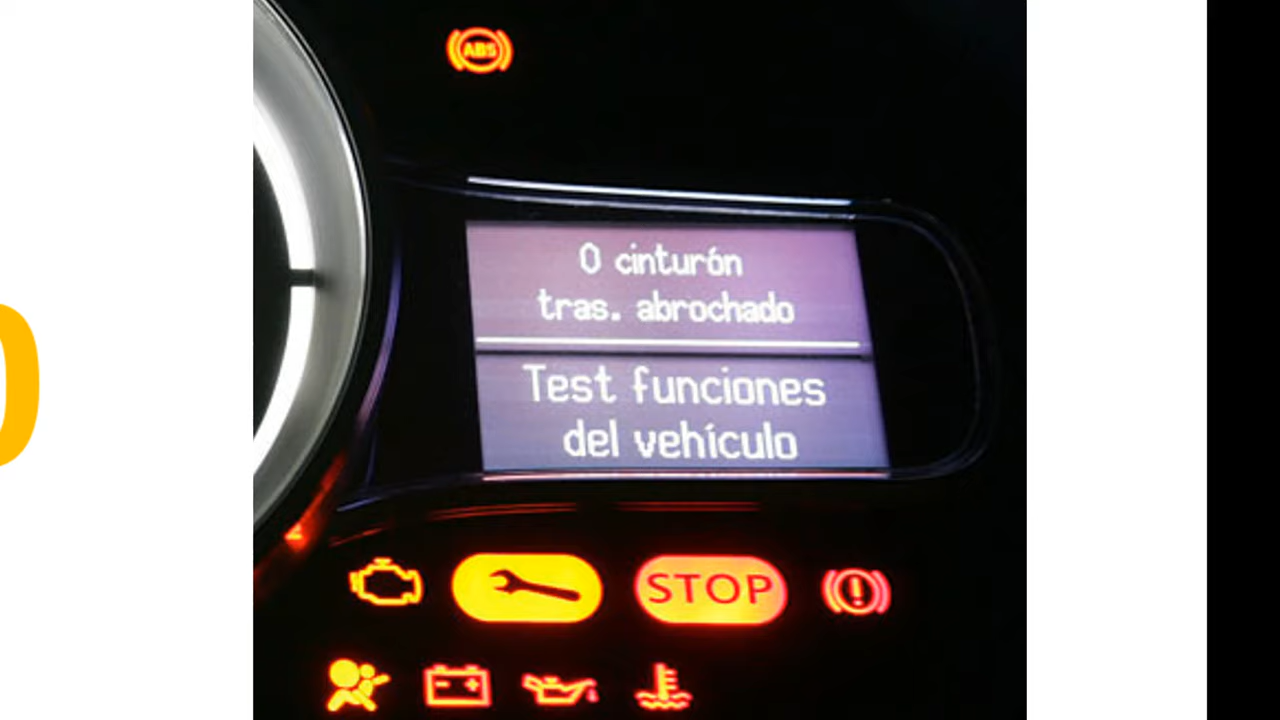 ABS
0 cinturón
tras. abrochado
Test funciones
del vehículo
STOP